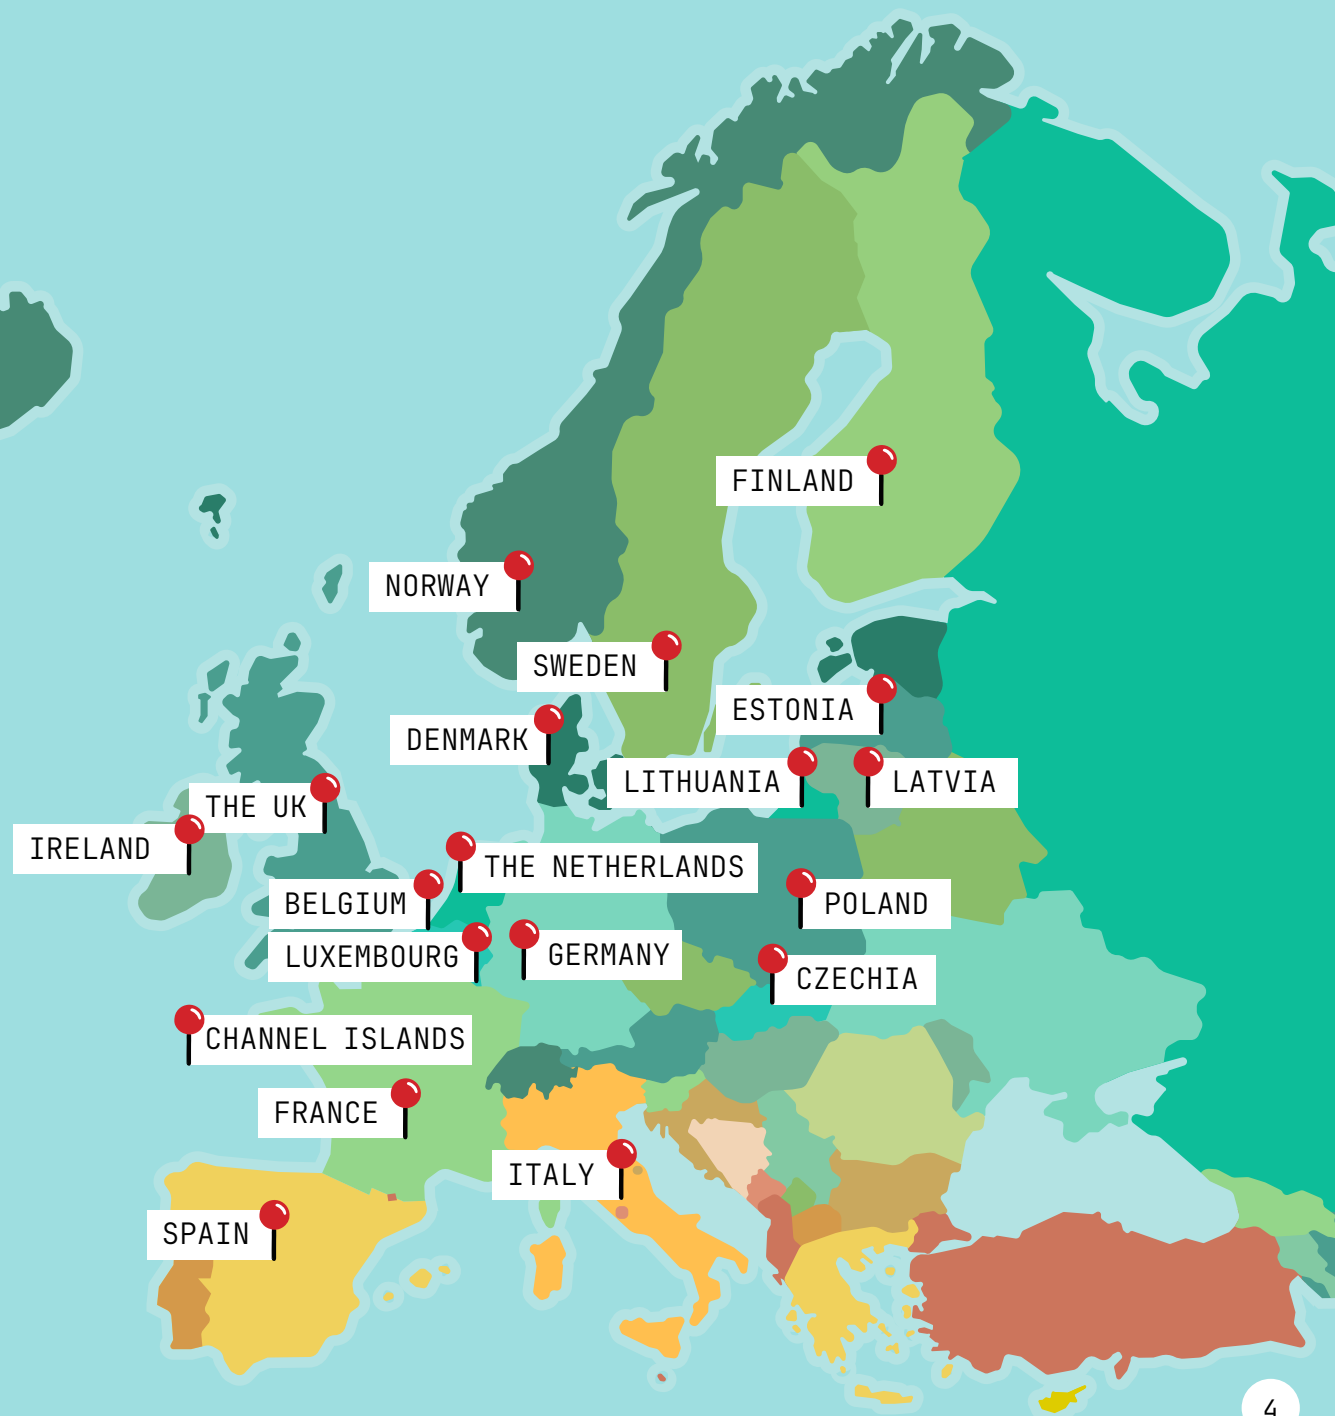 FINLAND
NORWAY
SWEDEN
ESTONIA
DENMARK
LITHUANIA
LATVIA
THE UK
IRELAND
THE NETHERLANDS
BELGIUM
POLAND
LUXEMBOURG
GERMANY
CZECHIA
CHANNEL ISLANDS
FRANCE
ITALY
SPAIN
4